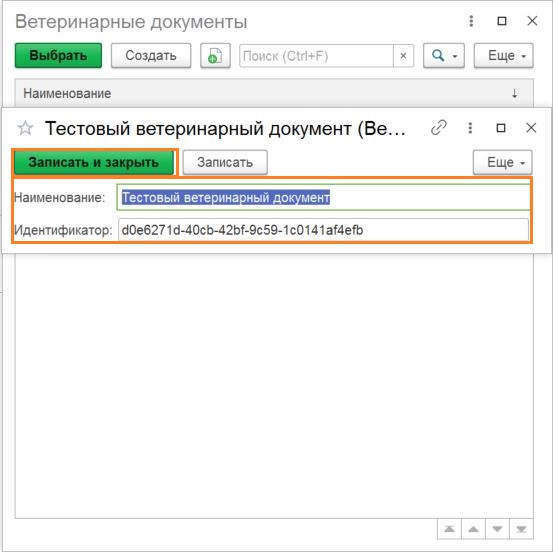 Ветеринарные документы
Выбрать Создать Поиск (Ctrl+F) × Еще
Наименование ↓
Тестовый ветеринарный документ (Ве...
Записать и закрыть Записать Еще
Наименование: Тестовый ветеринарный документ
Идентификатор: d0e6271d-40cb-42bf-9c59-1c0141af4efb